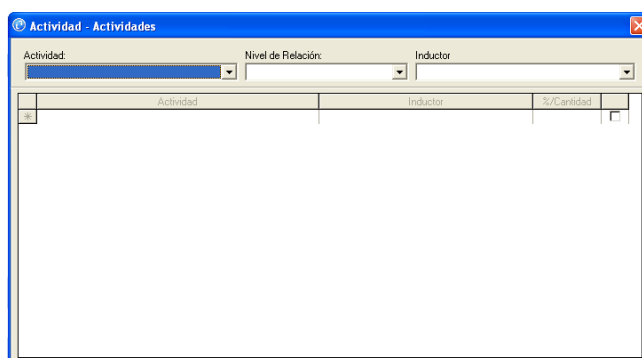 Actividad - Actividades
Actividad: Nivel de Relación: Inductor
Actividad Inductor %/Cantidad